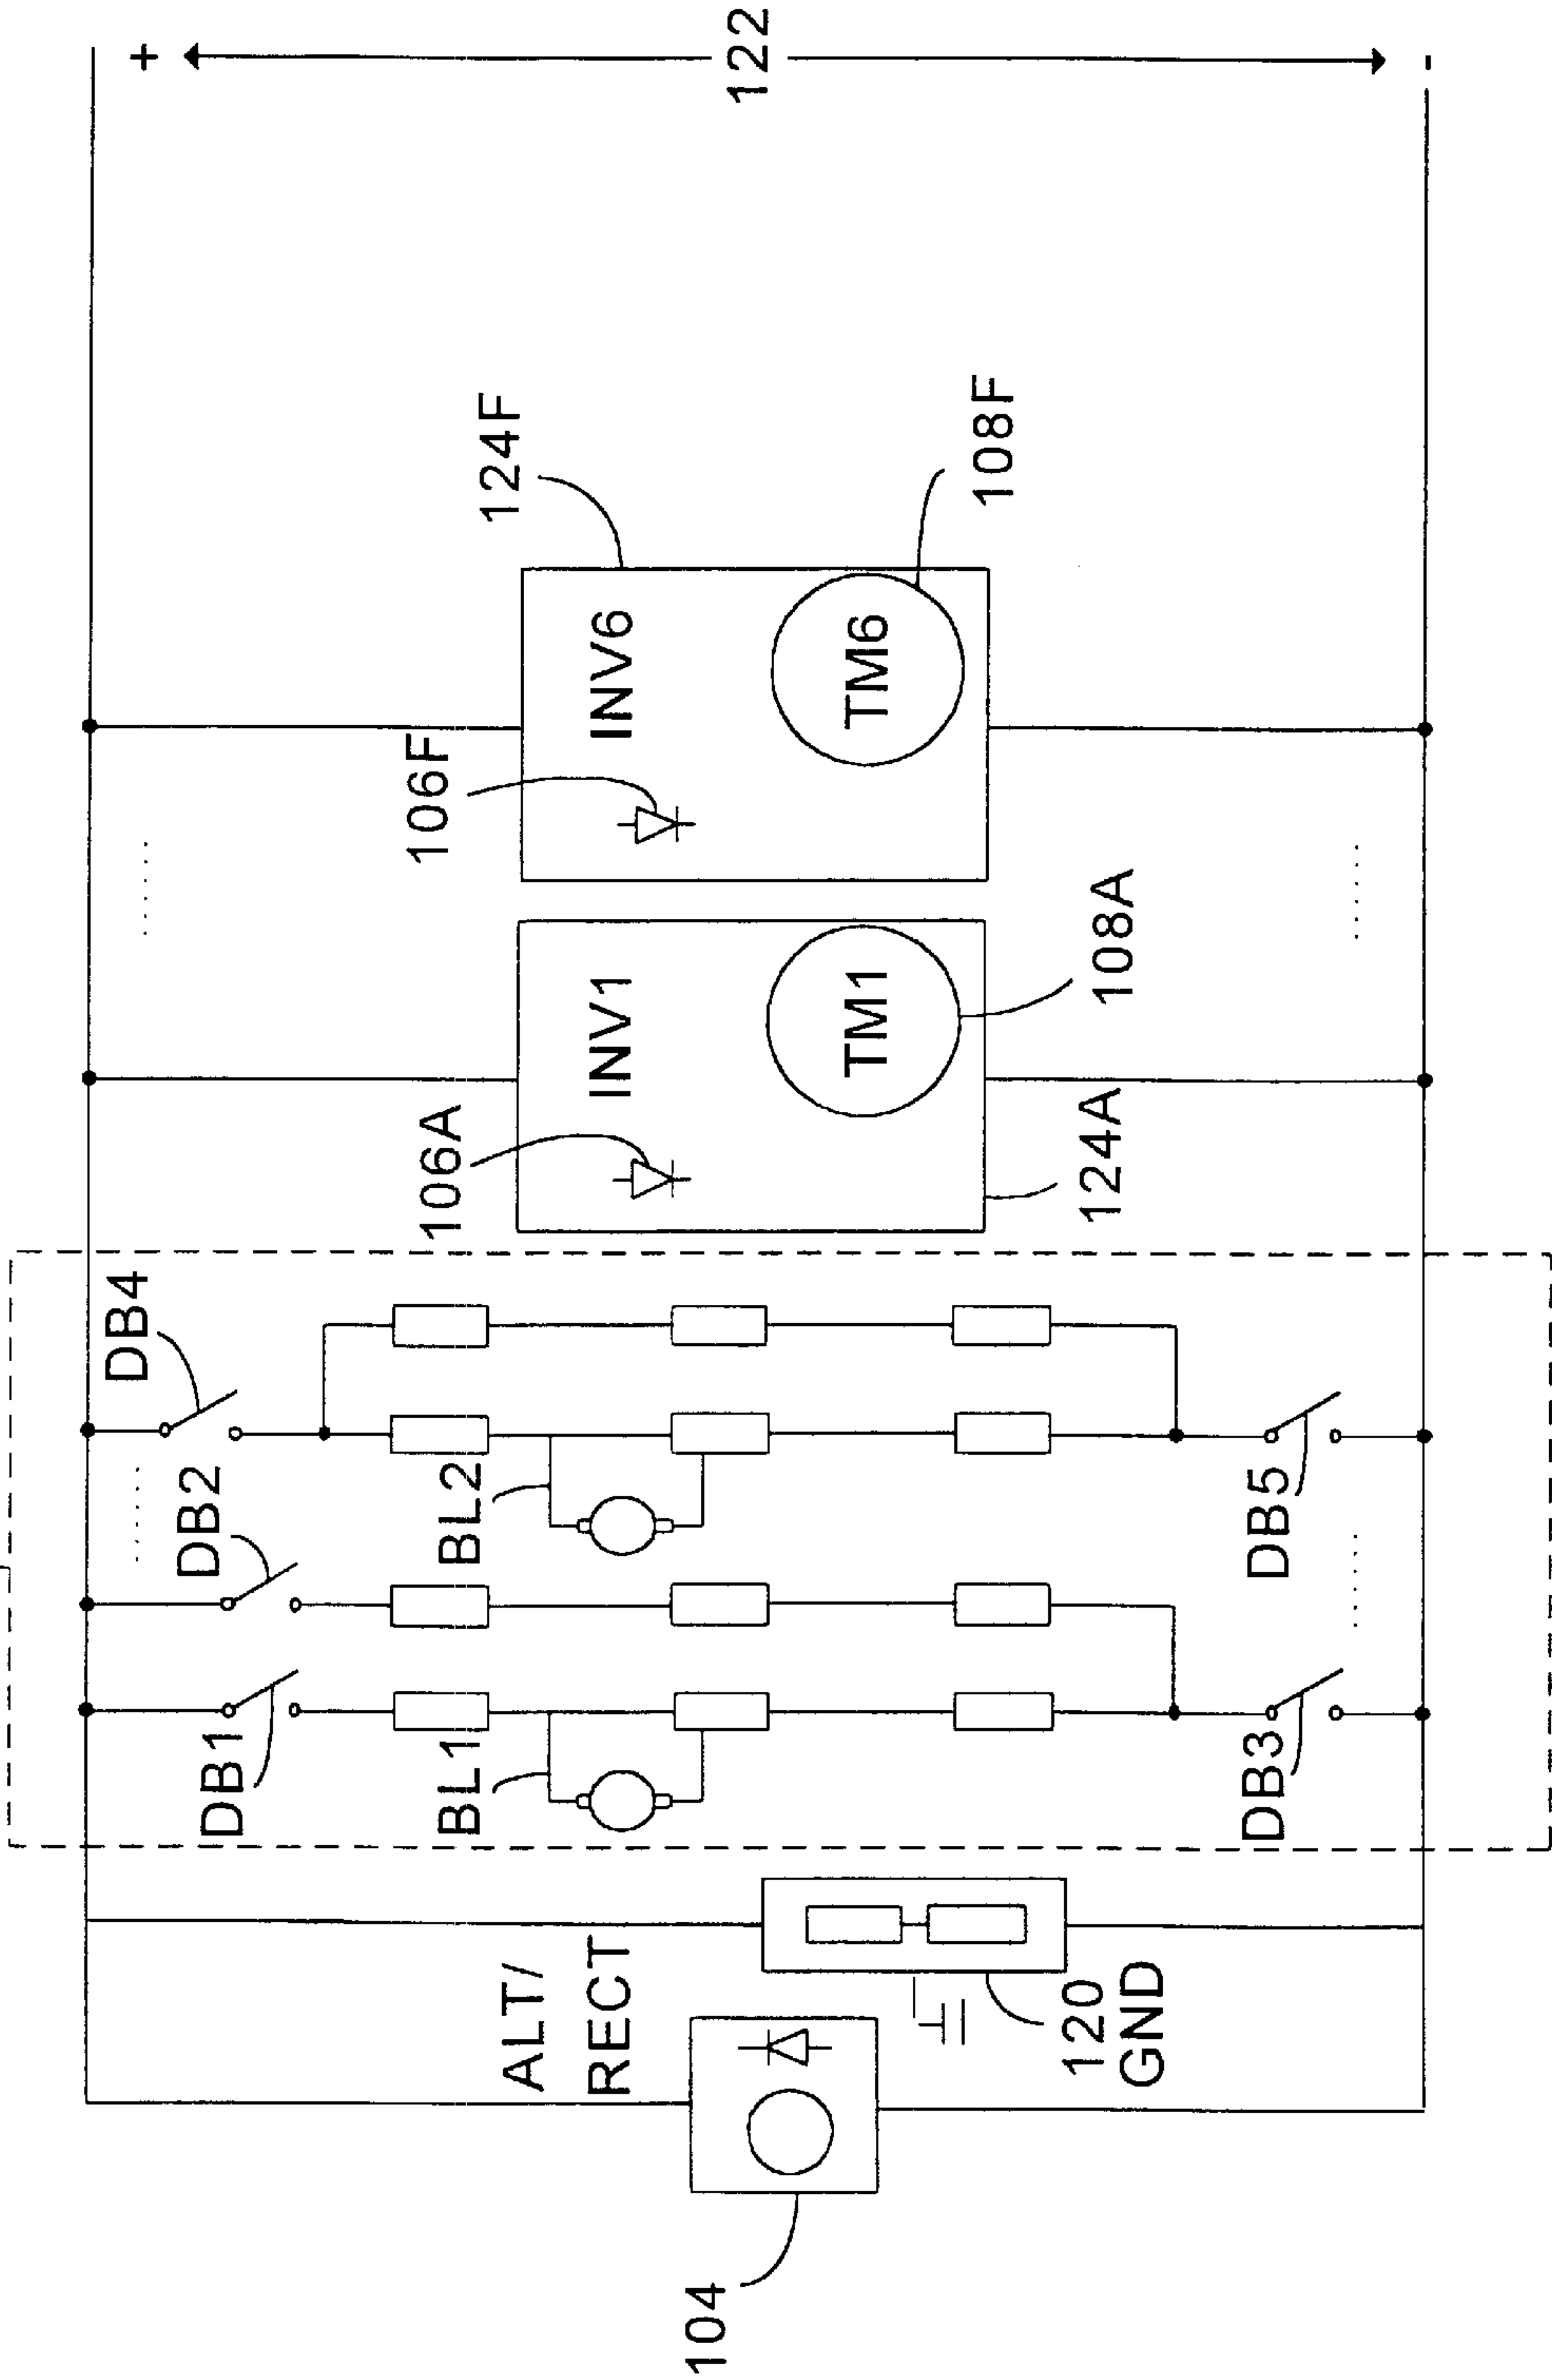 104
ALT/
RECT
120
GND
DB1
DB2
DB4
BL1
BL2
DB3
DB5
106A
INV1
TM1
108A
124A
106F
INV6
TM6
108F
124F
+
122
-